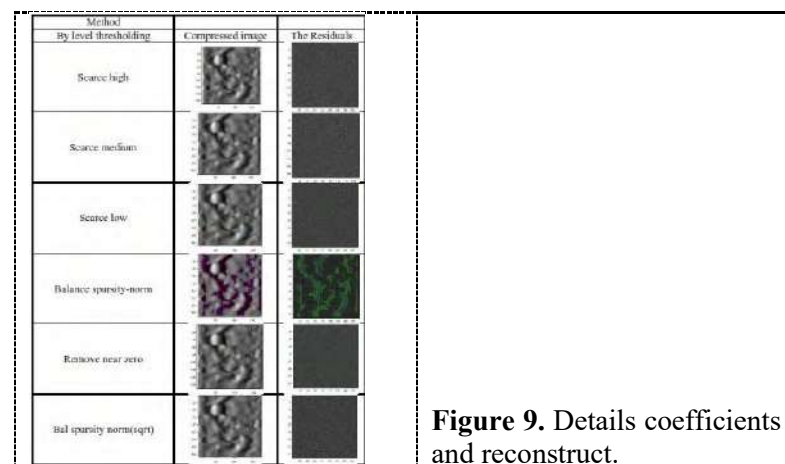 Method
By level thresholding Compressed image The Residuals
Scarce high
Scarce medium
Scarce low
Balance sparsity-norm
Remove near zero
Bal sparsity norm(sqrt)
Figure 9. Details coefficients
and reconstruct.